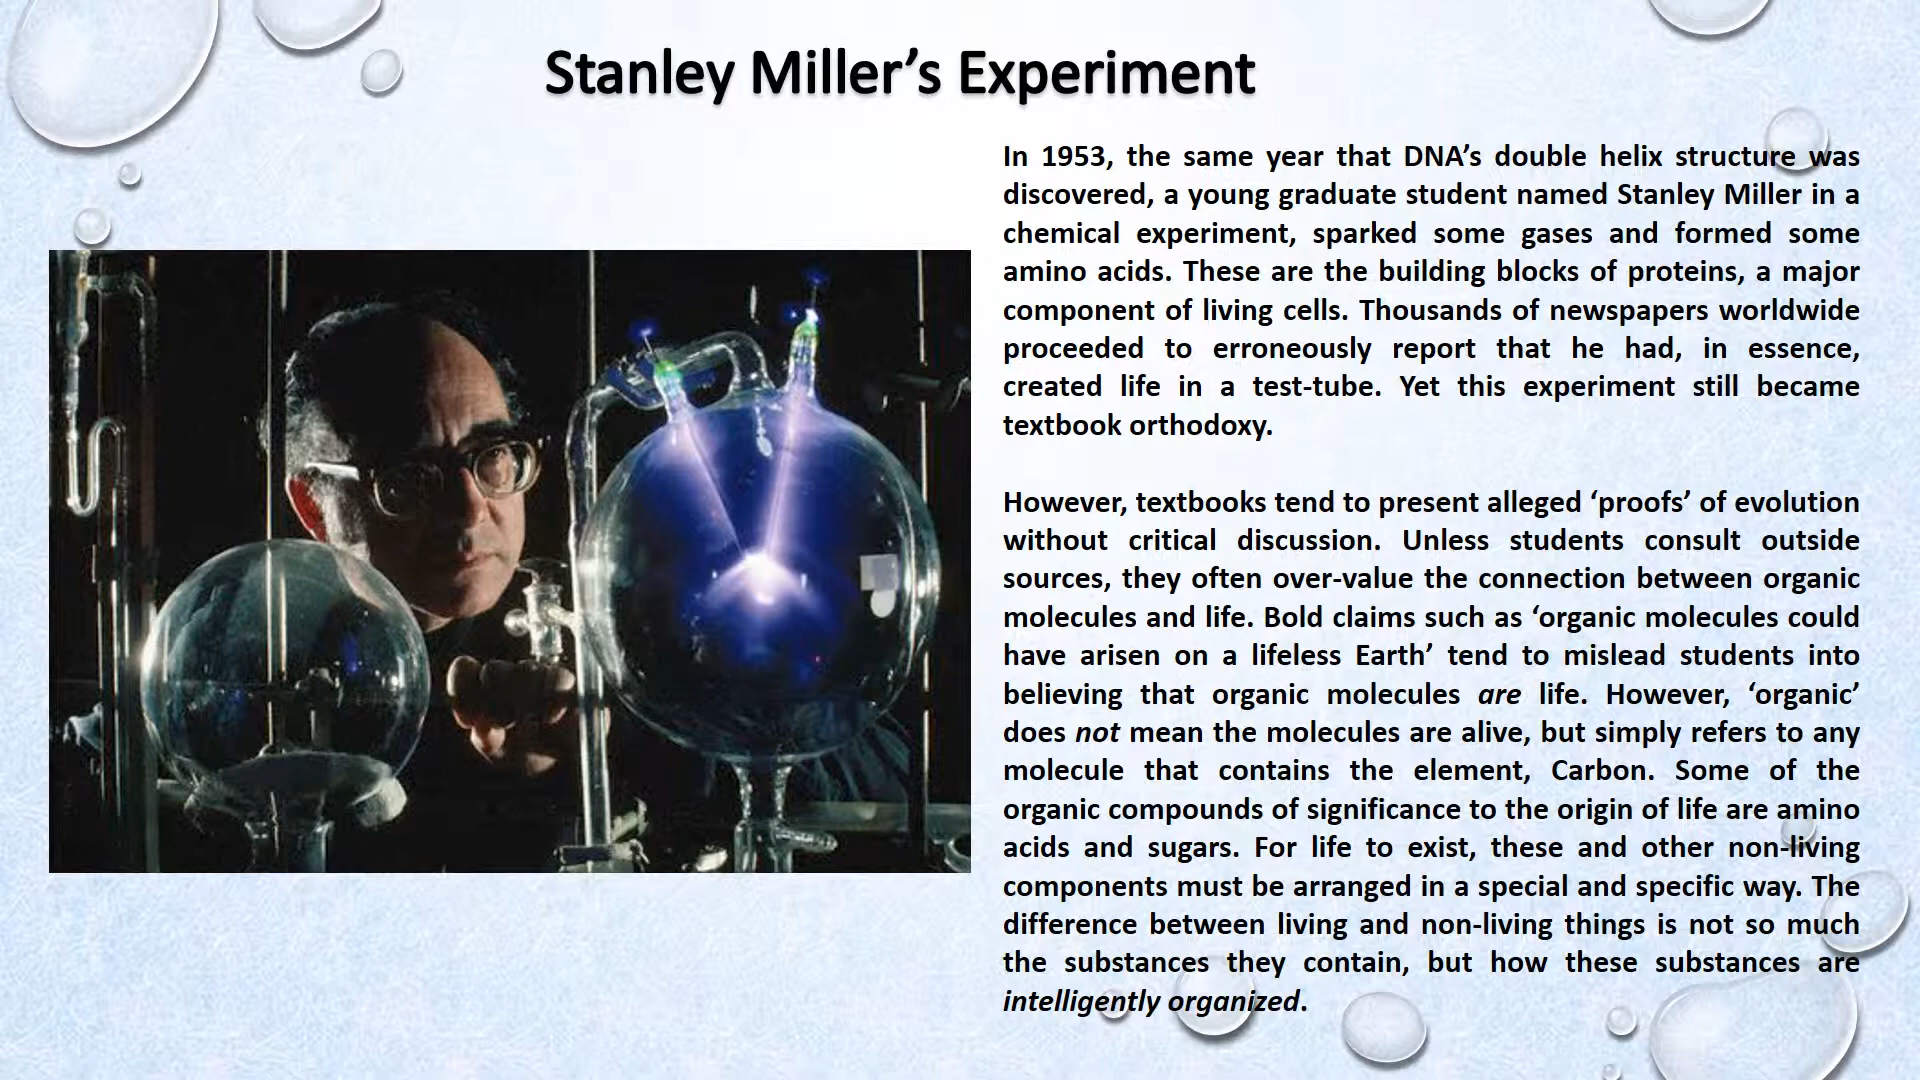 Stanley Miller’s Experiment
In 1953, the same year that DNA’s double helix structure was
discovered, a young graduate student named Stanley Miller in a
chemical experiment, sparked some gases and formed some
amino acids. These are the building blocks of proteins, a major
component of living cells. Thousands of newspapers worldwide
proceeded to erroneously report that he had, in essence,
created life in a test-tube. Yet this experiment still became
textbook orthodoxy.
However, textbooks tend to present alleged ‘proofs’ of evolution
without critical discussion. Unless students consult outside
sources, they often over-value the connection between organic
molecules and life. Bold claims such as ‘organic molecules could
have arisen on a lifeless Earth’ tend to mislead students into
believing that organic molecules are life. However, ‘organic’
does not mean the molecules are alive, but simply refers to any
molecule that contains the element, Carbon. Some of the
organic compounds of significance to the origin of life are amino
acids and sugars. For life to exist, these and other non-living
components must be arranged in a special and specific way. The
difference between living and non-living things is not so much
the substances they contain, but how these substances are
intelligently organized.